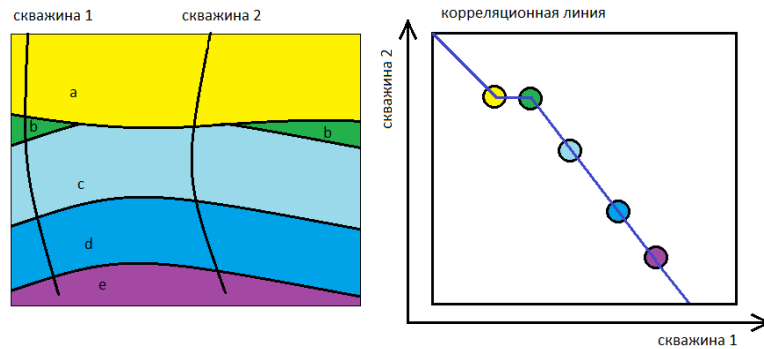 скважина 1
скважина 2
a
b
b
c
d
e
корреляционная линия
скважина 2
скважина 1